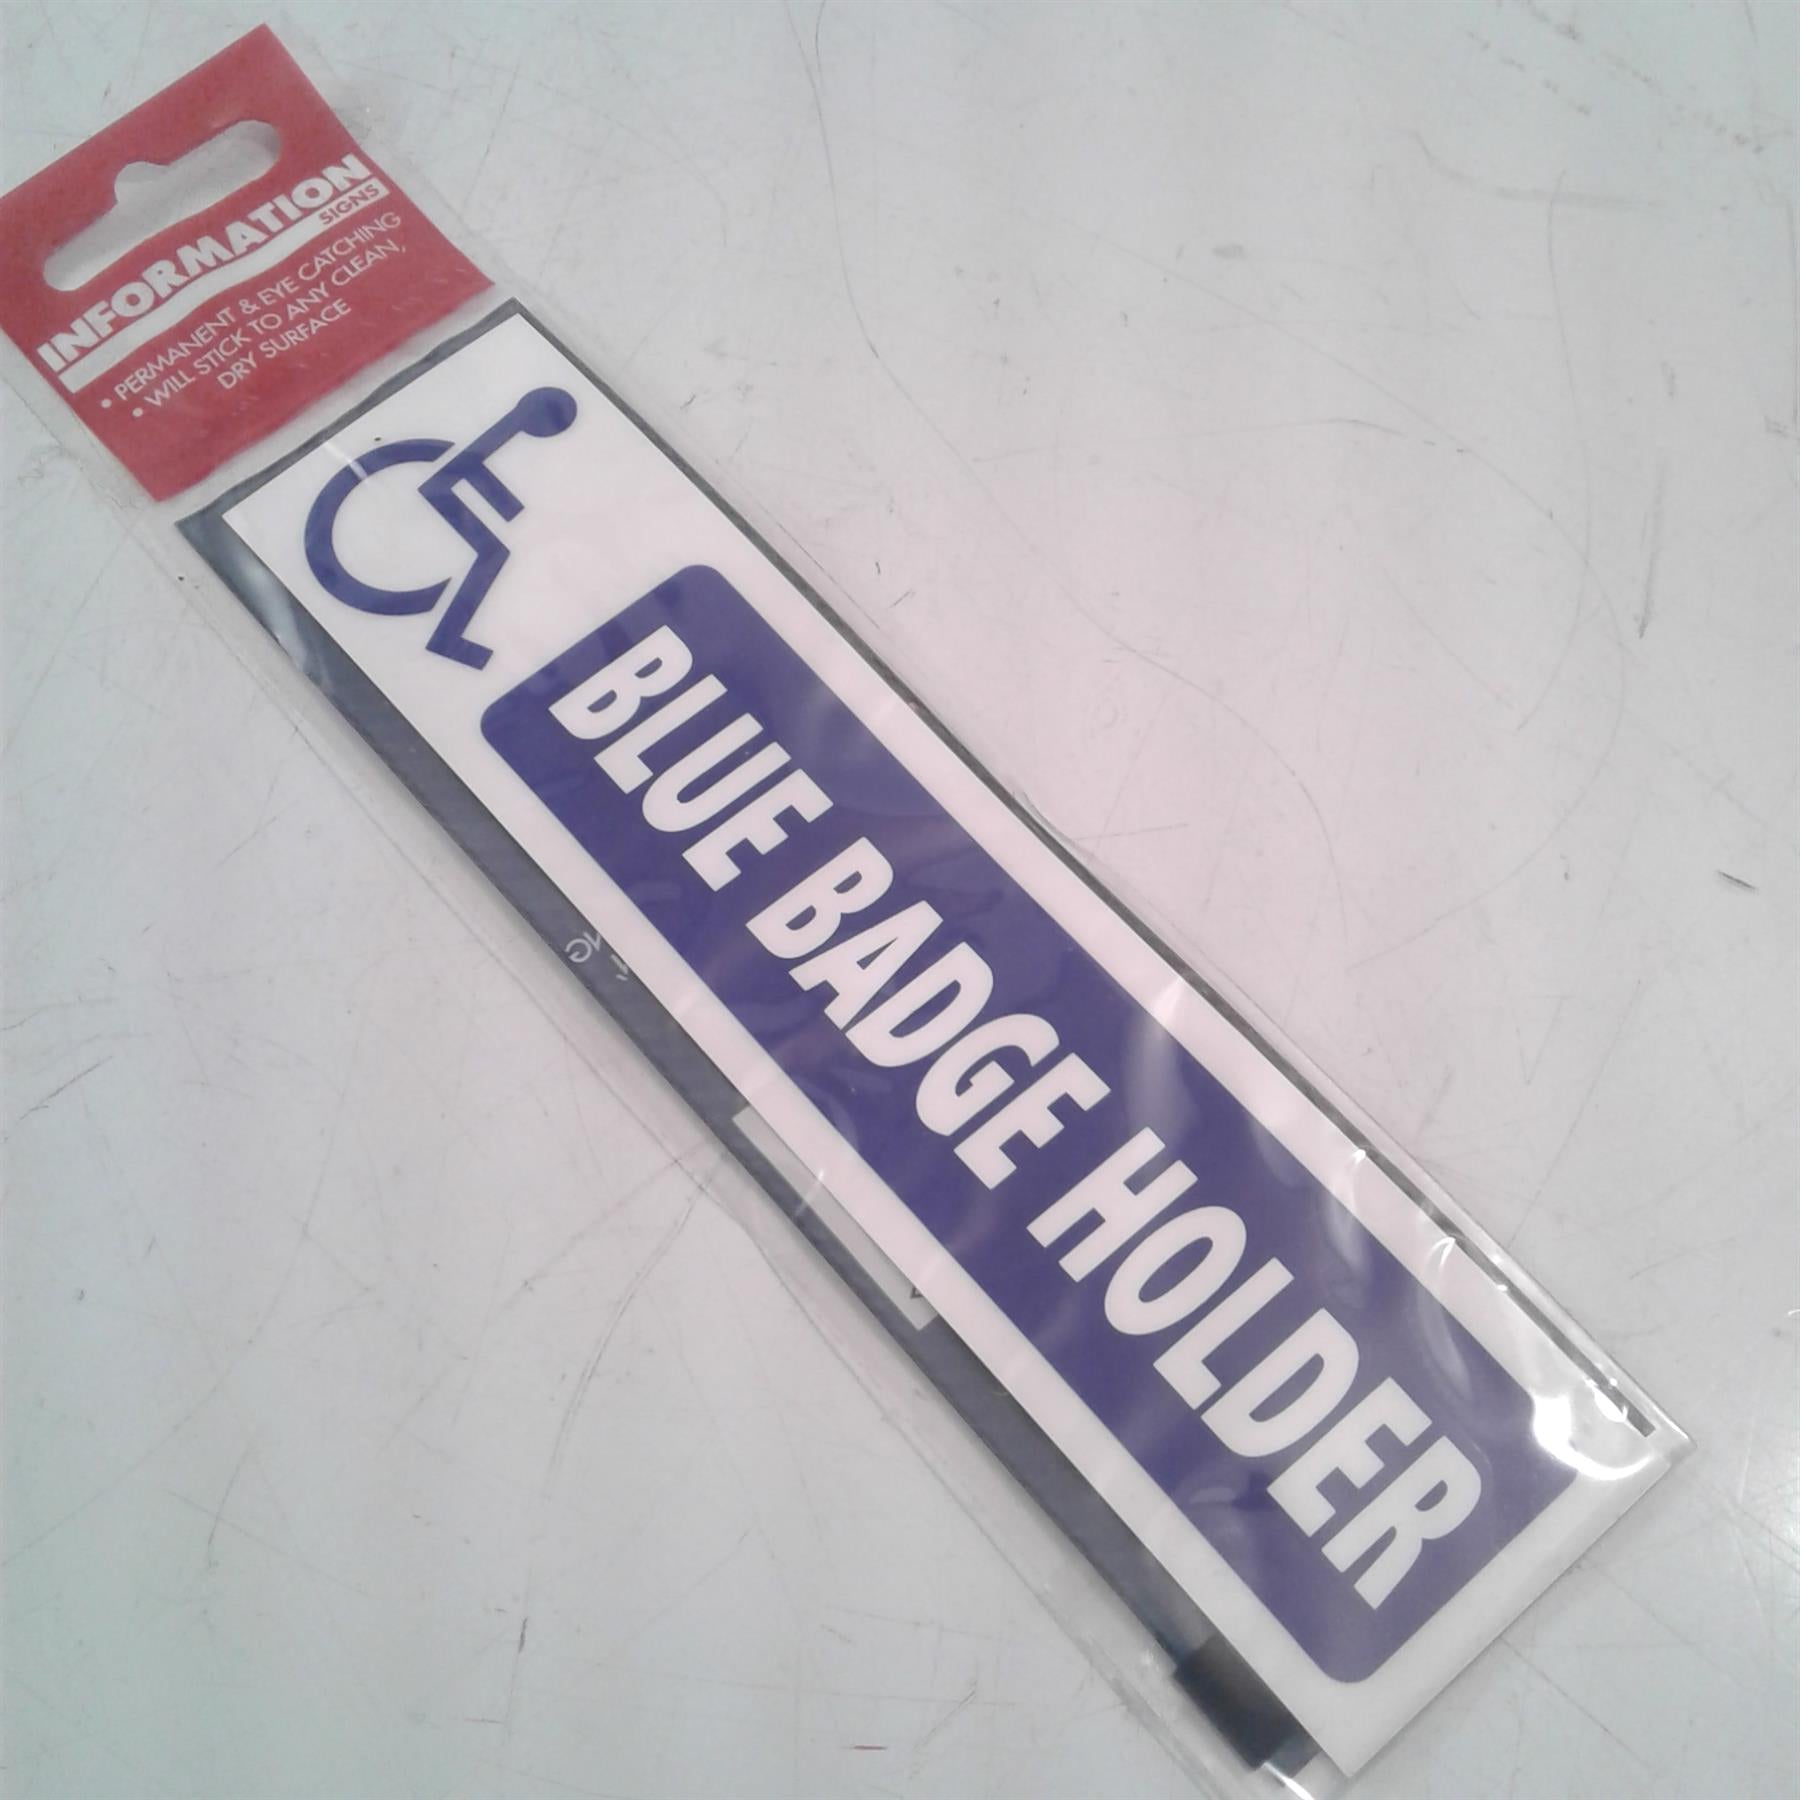 INFORMATION
SIGNS
• PERMANENT & EYE CATCHING
• WILL STICK TO ANY CLEAN,
DRY SURFACE
BLUE BADGE HOLDER